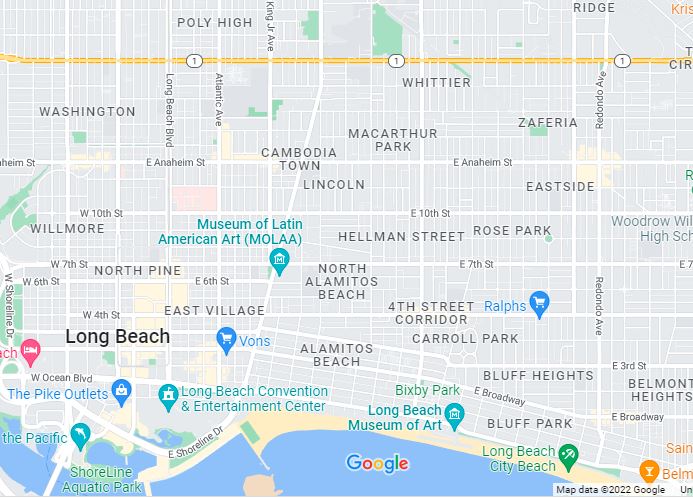 RIDGE
Kris
POLY HIGH
King Jr Ave
1
1
1
T
CIR
WHITTIER
Redondo Ave
Long Beach Blvd
Atlantic Ave
WASHINGTON
ZAFERIA
MACARTHUR
PARK
CAMBODIA
TOWN
naheim St
E Anaheim St
E Anaheim St
LINCOLN
EASTSIDE
R
W 10th St
E 10th St
WILLMORE
Museum of Latin
American Art (MOLAA)
HELLMAN STREET
ROSE PARK
Woodrow Wil
High Scho
W 7th St
E 7th St
NORTH PINE
NORTH
ALAMITOS
BEACH
W 6th St
E 6th St
W Shoreline Dr
Redondo Ave
W 4th St
EAST VILLAGE
4TH STREET
CORRIDOR
Ralphs
Long Beach
Vons
CARROLL PARK
ach
ALAMITOS
BEACH
E 3rd St
W Ocean Blvd
BLUFF HEIGHTS
BELMONT
HEIGHTS
The Pike Outlets
Long Beach Convention
& Entertainment Center
Bixby Park
E Broadway
E Broadway
Long Beach
Museum of Art
BLUFF PARK
the Pacific
E Shoreline Dr
Long Beach
City Beach
Sain
Google
ShoreLine
Aquatic Park
Belm
Map data ©2022 Google
Un